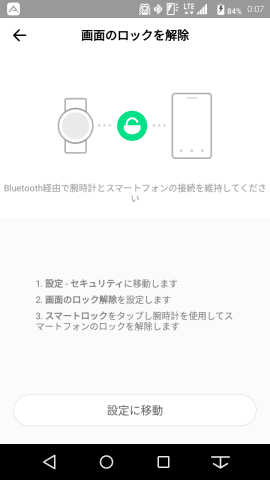 LTE 84% 0:07
画面のロックを解除
Bluetooth経由で腕時計とスマートフォンの接続を維持してくださ
い
1. 設定 - セキュリティに移動します
2. 画面のロック解除を設定します
3. スマートロックをタップし腕時計を使用してス
マートフォンのロックを解除します
設定に移動